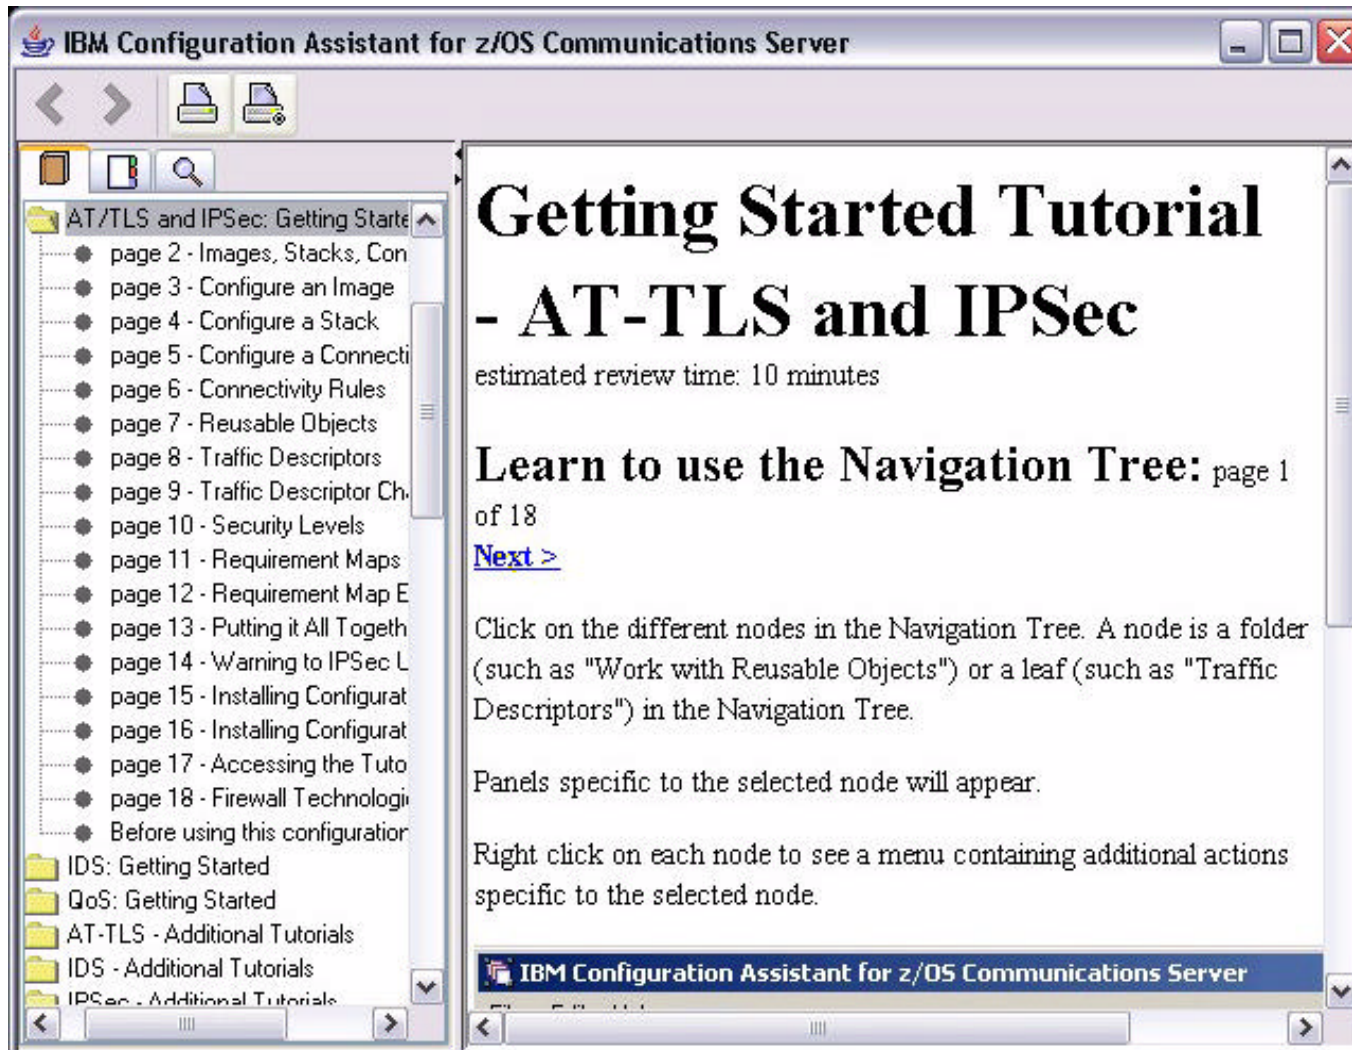 IBM Configuration Assistant for z/OS Communications Server
AT/TLS and IPSec: Getting Starte
page 2 - Images, Stacks, Con
page 3 - Configure an Image
page 4 - Configure a Stack
page 5 - Configure a Connecti
page 6 - Connectivity Rules
page 7 - Reusable Objects
page 8 - Traffic Descriptors
page 9 - Traffic Descriptor Cha
page 10 - Security Levels
page 11 - Requirement Maps
page 12 - Requirement Map E
page 13 - Putting it All Togeth
page 14 - Warning to IPSec L
page 15 - Installing Configurat
page 16 - Installing Configurat
page 17 - Accessing the Tuto
page 18 - Firewall Technologi
Before using this configuration
IDS: Getting Started
QoS: Getting Started
AT-TLS - Additional Tutorials
IDS - Additional Tutorials
IPSec - Additional Tutorials
Getting Started Tutorial
- AT-TLS and IPSec
estimated review time: 10 minutes
Learn to use the Navigation Tree: page 1
of 18
Next >
Click on the different nodes in the Navigation Tree. A node is a folder
(such as "Work with Reusable Objects") or a leaf (such as "Traffic
Descriptors") in the Navigation Tree.
Panels specific to the selected node will appear.
Right click on each node to see a menu containing additional actions
specific to the selected node.
IBM Configuration Assistant for z/OS Communications Server